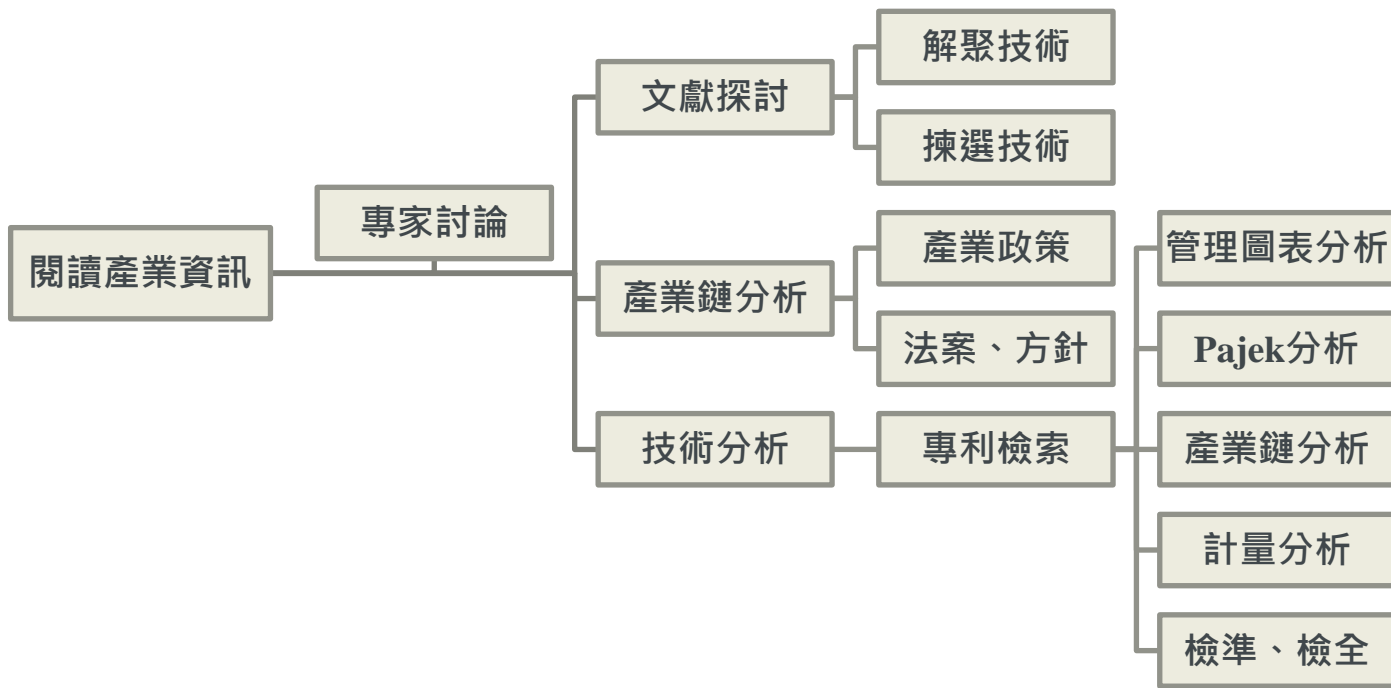 閱讀產業資訊
專家討論
文獻探討
解聚技術
揀選技術
產業鏈分析
產業政策
法案、方針
技術分析
專利檢索
管理圖表分析
Pajek分析
產業鏈分析
計量分析
檢準、檢全